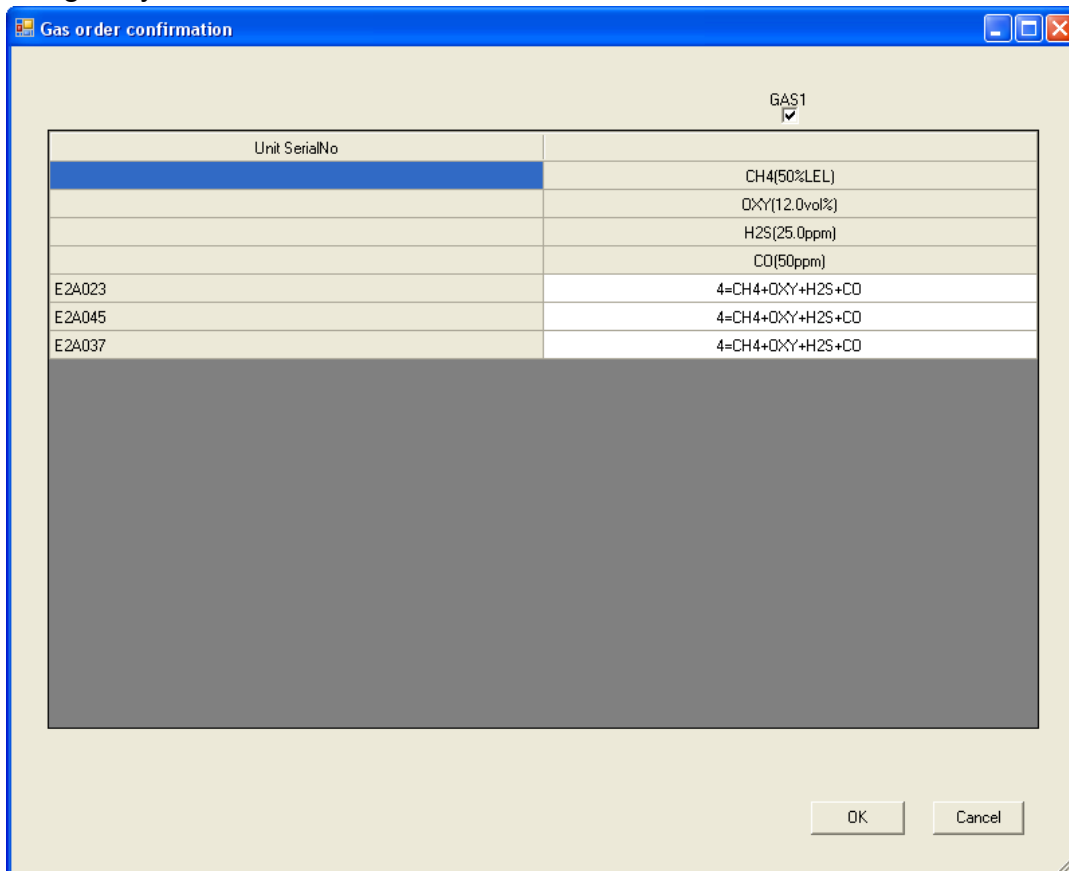 Gas order confirmation
GAS1
Unit SerialNo
CH4(50%LEL)
OXY(12.0vol%)
H2S(25.0ppm)
CO(50ppm)
E2A023 4=CH4+OXY+H2S+CO
E2A045 4=CH4+OXY+H2S+CO
E2A037 4=CH4+OXY+H2S+CO
OK Cancel